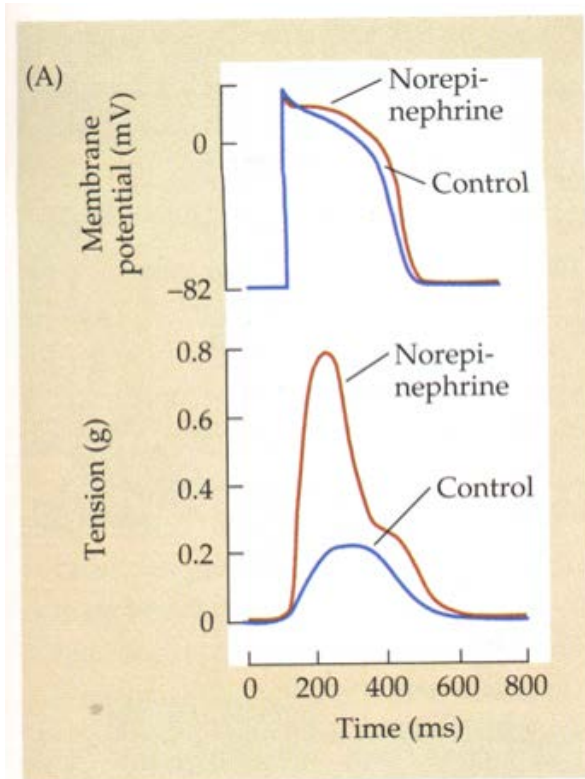 (A)
Membrane
potential (mV)
0
–82
Norepi-
nephrine
Control
Tension (g)
0.8
0.6
0.4
0.2
0
Norepi-
nephrine
Control
0 200 400 600 800
Time (ms)